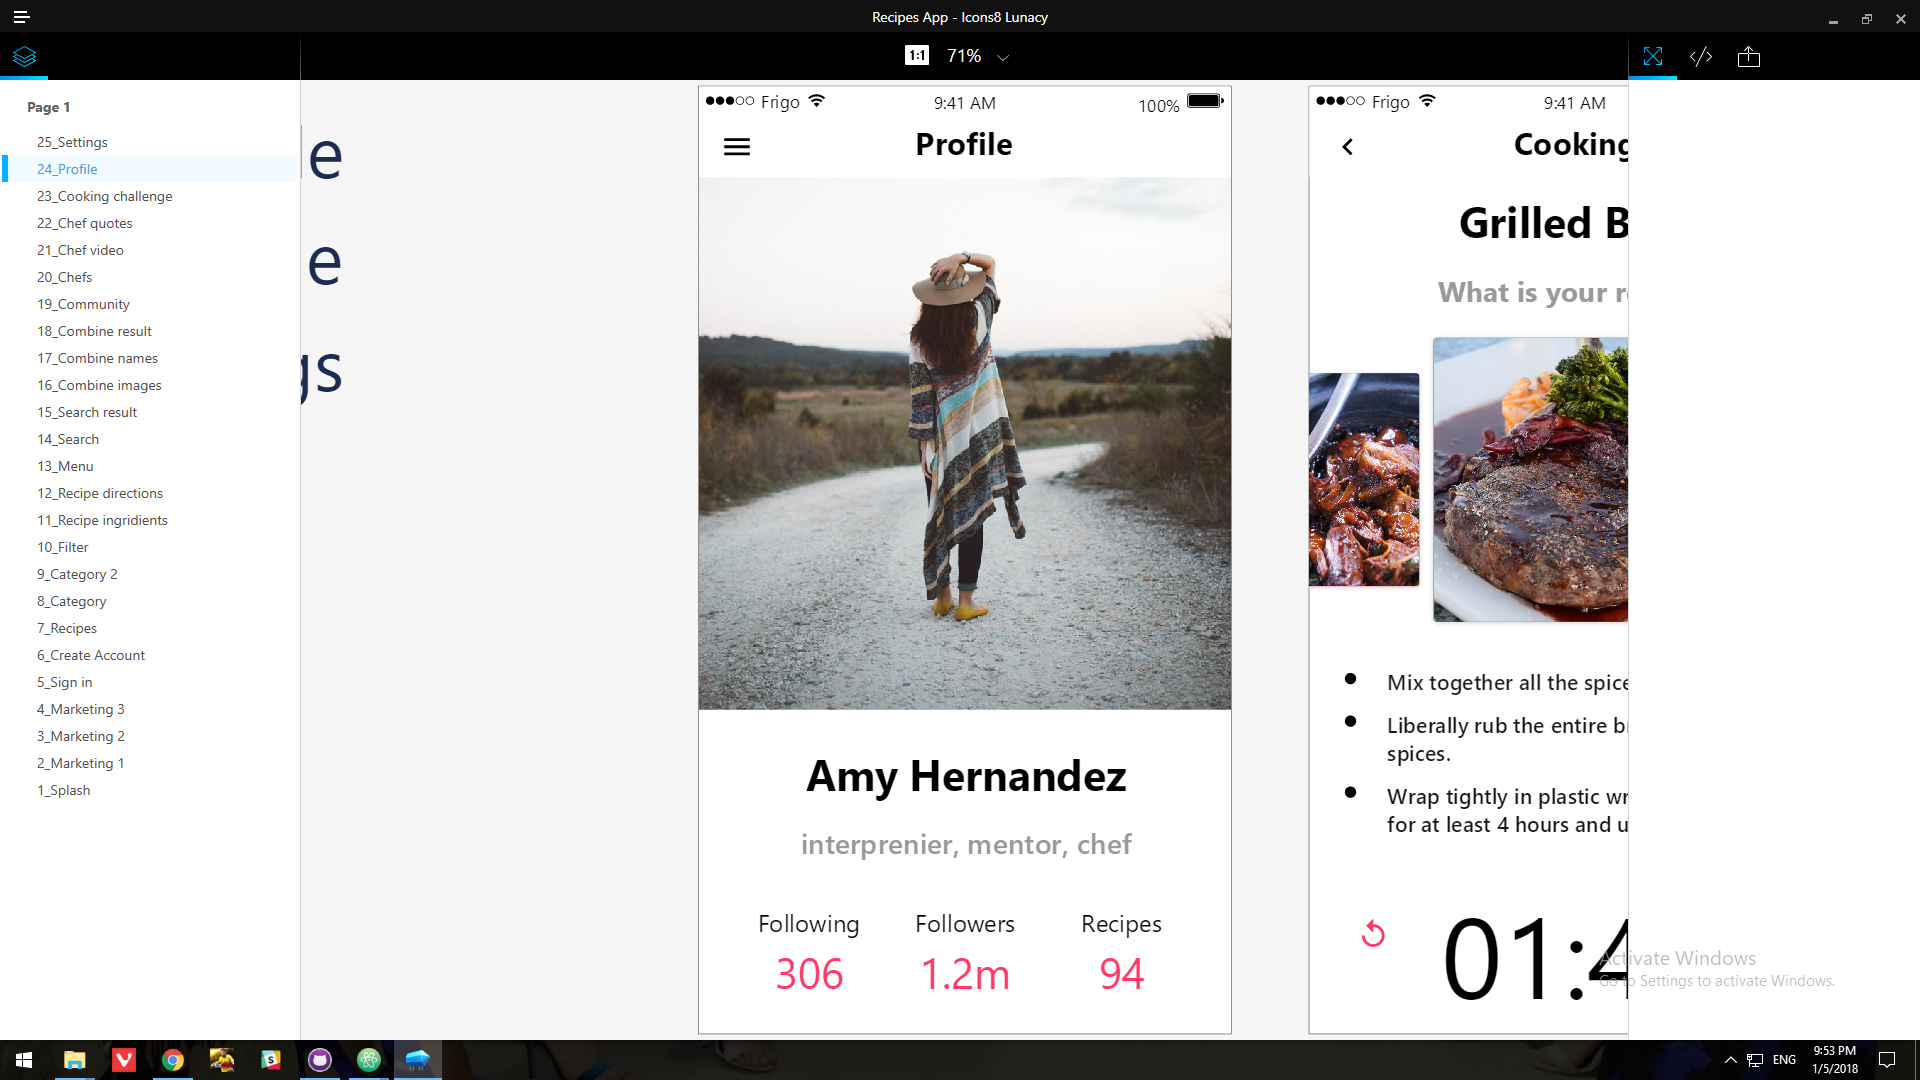 Recipes App - Icons8 Lunacy
1:1 71%
Page 1
25_Settings
24_Profile
23_Cooking challenge
22_Chef quotes
21_Chef video
20_Chefs
19_Community
18_Combine result
17_Combine names
16_Combine images
15_Search result
14_Search
13_Menu
12_Recipe directions
11_Recipe ingridients
10_Filter
9_Category 2
8_Category
7_Recipes
6_Create Account
5_Sign in
4_Marketing 3
3_Marketing 2
2_Marketing 1
1_Splash
e
e
gs
Frigo 9:41 AM 100%
Profile
Amy Hernandez
interprenier, mentor, chef
Following Followers Recipes
306 1.2m 94
Frigo 9:41 AM
Cooking
Grilled B
What is your r
Mix together all the spice
Liberally rub the entire b
spices.
Wrap tightly in plastic wr
for at least 4 hours and u
01:4
Activate Windows
Go to Settings to activate Windows.
ENG
9:53 PM
1/5/2018